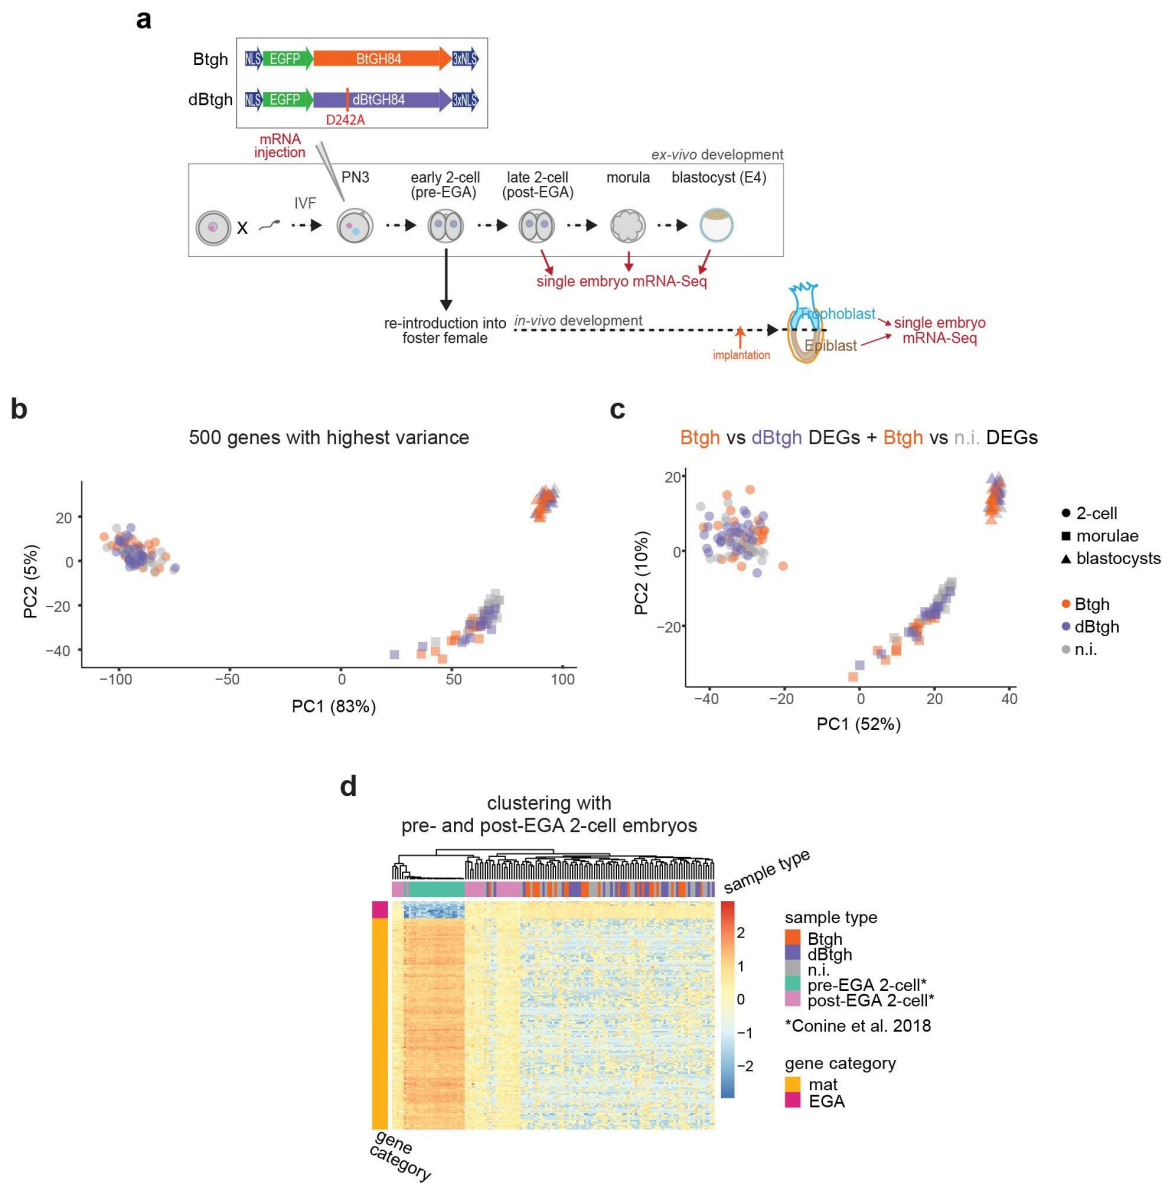 a
Btgh
NLS EGFP BtGH84 3xNLS
dBtgh
NLS EGFP dBtGH84 3xNLS
D242A
mRNA
injection
ex-vivo development
PN3
early 2-cell
(pre-EGA)
late 2-cell
(post-EGA)
morula
blastocyst (E4)
IVF
X
single embryo mRNA-Seq
re-introduction into
foster female
in-vivo development
implantation
Trophoblast
Epiblast
single embryo
mRNA-Seq
b
500 genes with highest variance
PC2 (5%)
20
0
−20
−40
−100 −50 0 50 100
PC1 (83%)
c
Btgh vs dBtgh DEGs + Btgh vs n.i. DEGs
PC2 (10%)
20
0
−20
−40 −20 0 20 40
PC1 (52%)
2-cell
morulae
blastocysts
Btgh
dBtgh
n.i.
d
clustering with
pre- and post-EGA 2-cell embryos
sample type
2
1
0
−1
−2
gene
category
sample type
Btgh
dBtgh
n.i.
pre-EGA 2-cell*
post-EGA 2-cell*
*Conine et al. 2018
gene category
mat
EGA